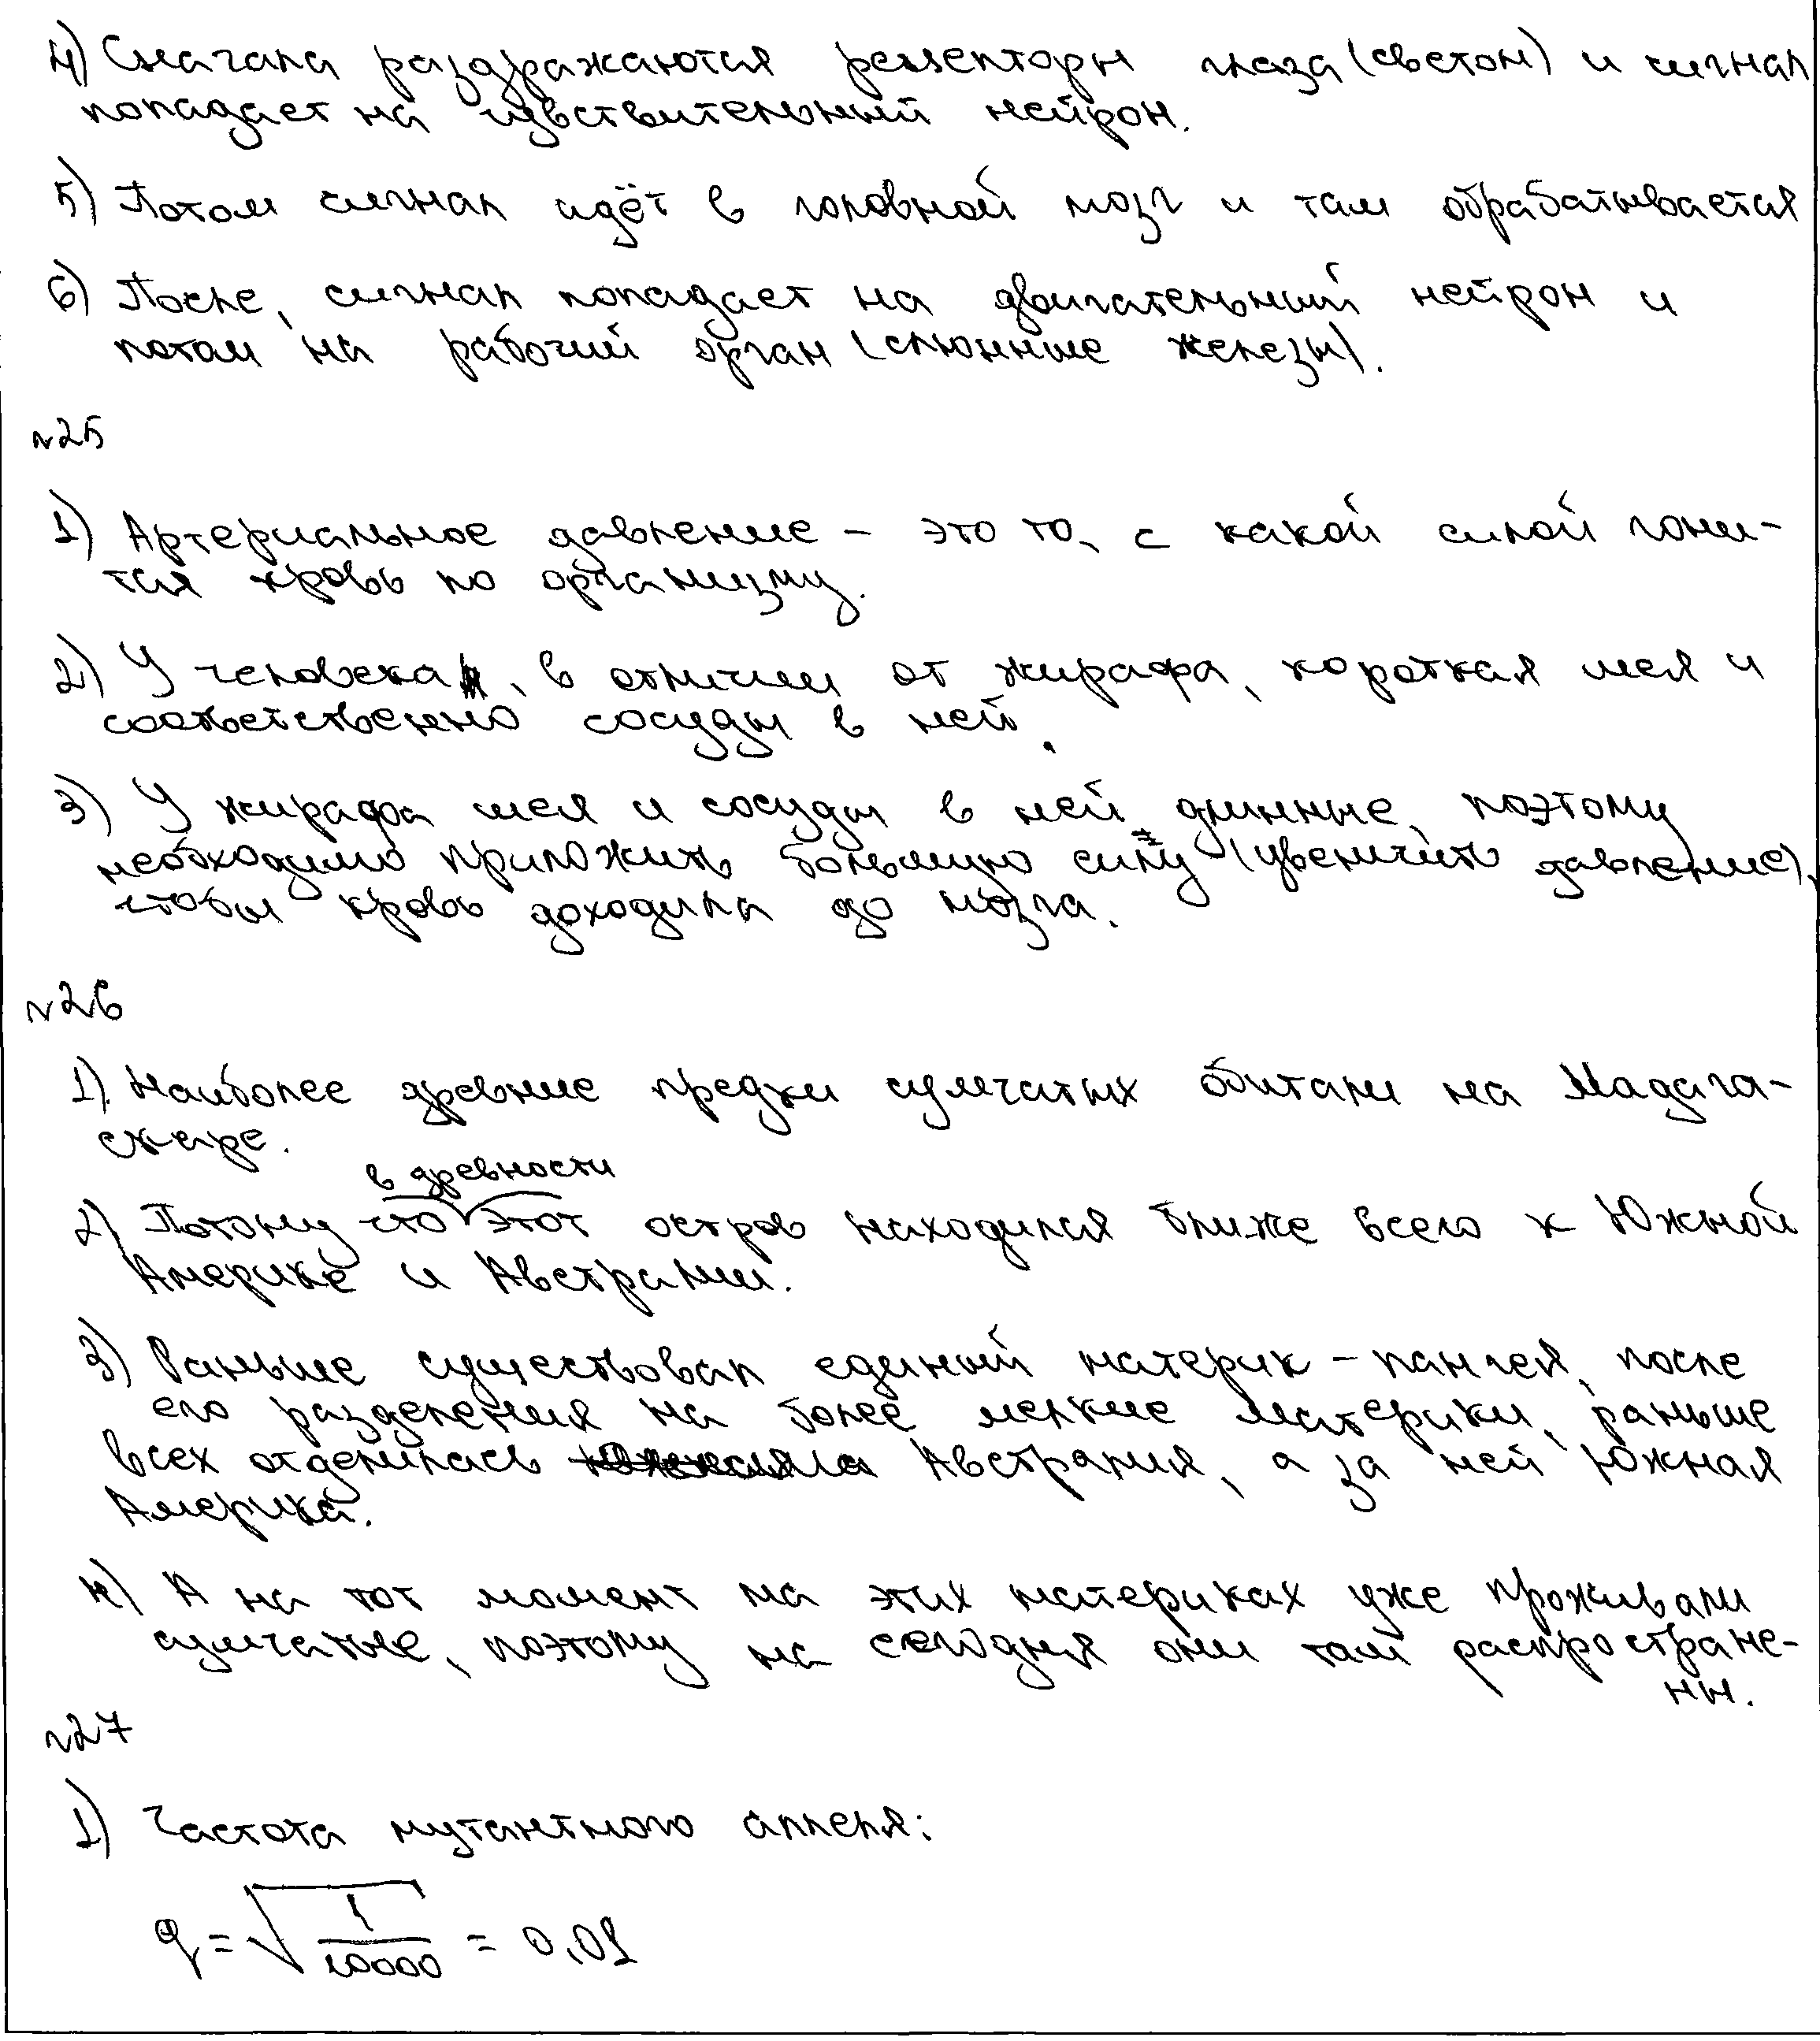 4) Сначала раздражаются рецепторы глаза (светом) и сигнал
попадает на чувствительный нейрон.
5) Потом сигнал идёт в головной мозг и там обрабатывается
6) После, сигнал попадает на двигательный нейрон и
потом на рабочий орган (слюнные железы).
№25
1) Артериальное давление – это то, с какой силой гони-
тся кровь по организму.
2) У человека, в отличии от жирафа, короткая шея и
соответственно сосуды в ней.
3) У жирафа шея и сосуды в ней длинные, поэтому
необходимо приложить большую силу (увеличить давление),
чтобы кровь доходила до мозга.
№26
1) Наиболее древние предки сумчатых обитали на Мадага-
скаре.
в древности
2) Потому что этот остров находился ближе всего к Южной
Америке и Австралии.
3) Раньше существовал единый материк – пангея, после
его разделения на более мелкие материки, раньше
всех отделилась Австралия, а за ней Южная
Америка.
4) А на тот момент на этих материках уже проживали
сумчатые, поэтому на сегодня они там распростране-
ны.
№27
1) Частота мутантного аллеля:
q = √(1/10000) = 0,01